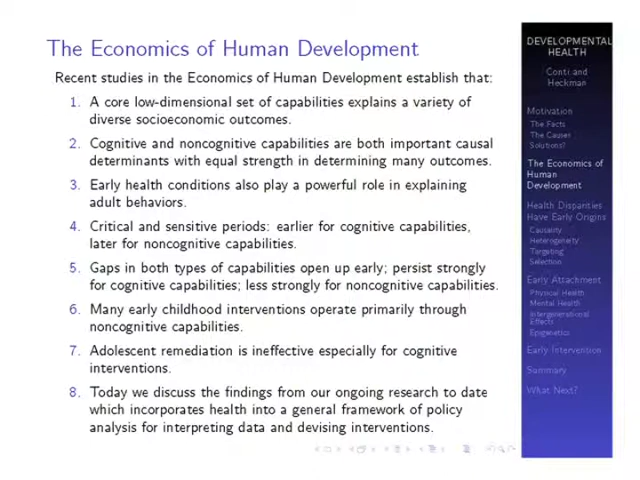 The Economics of Human Development
Recent studies in the Economics of Human Development establish that:
1. A core low-dimensional set of capabilities explains a variety of
diverse socioeconomic outcomes.
2. Cognitive and noncognitive capabilities are both important causal
determinants with equal strength in determining many outcomes.
3. Early health conditions also play a powerful role in explaining
adult behaviors.
4. Critical and sensitive periods: earlier for cognitive capabilities,
later for noncognitive capabilities.
5. Gaps in both types of capabilities open up early; persist strongly
for cognitive capabilities; less strongly for noncognitive capabilities.
6. Many early childhood interventions operate primarily through
noncognitive capabilities.
7. Adolescent remediation is ineffective especially for cognitive
interventions.
8. Today we discuss the findings from our ongoing research to date
which incorporates health into a general framework of policy
analysis for interpreting data and devising interventions.
DEVELOPMENTAL
HEALTH
Conti and
Heckman
Motivation
The Facts
The Causes
Solutions?
The Economics of
Human
Development
Health Disparities
Have Early Origins
Causality
Heterogeneity
Targeting
Selection
Early Attachment
Physical Health
Mental Health
Intergenerational
Effects
Epigenetics
Early Intervention
Summary
What Next?